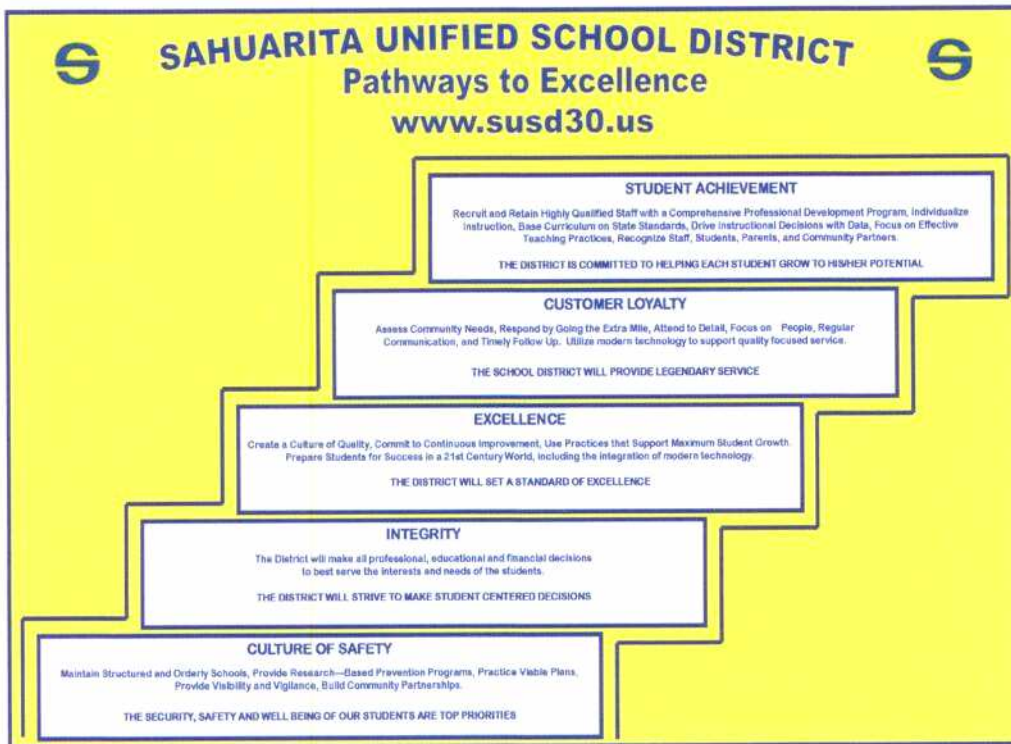 S
SAHUARITA UNIFIED SCHOOL DISTRICT
S
Pathways to Excellence
www.susd30.us
STUDENT ACHIEVEMENT
Recruit and Retain Highly Qualified Staff with a Comprehensive Professional Development Program, Individualize
Instruction, Base Curriculum on State Standards, Drive Instructional Decisions with Data, Focus on Effective
Teaching Practices, Recognize Staff, Students, Parents, and Community Partners.
THE DISTRICT IS COMMITTED TO HELPING EACH STUDENT GROW TO HIS/HER POTENTIAL
CUSTOMER LOYALTY
Assess Community Needs, Respond by Going the Extra Mile, Attend to Detail, Focus on People, Regular
Communication, and Timely Follow Up. Utilize modern technology to support quality focused service.
THE SCHOOL DISTRICT WILL PROVIDE LEGENDARY SERVICE
EXCELLENCE
Create a Culture of Quality, Commit to Continuous Improvement, Use Practices that Support Maximum Student Growth.
Prepare Students for Success in a 21st Century World, including the integration of modern technology.
THE DISTRICT WILL SET A STANDARD OF EXCELLENCE
INTEGRITY
The District will make all professional, educational and financial decisions
to best serve the interests and needs of the students.
THE DISTRICT WILL STRIVE TO MAKE STUDENT CENTERED DECISIONS
CULTURE OF SAFETY
Maintain Structured and Orderly Schools, Provide Research—Based Prevention Programs, Practice Viable Plans,
Provide Visibility and Vigilance, Build Community Partnerships.
THE SECURITY, SAFETY AND WELL BEING OF OUR STUDENTS ARE TOP PRIORITIES